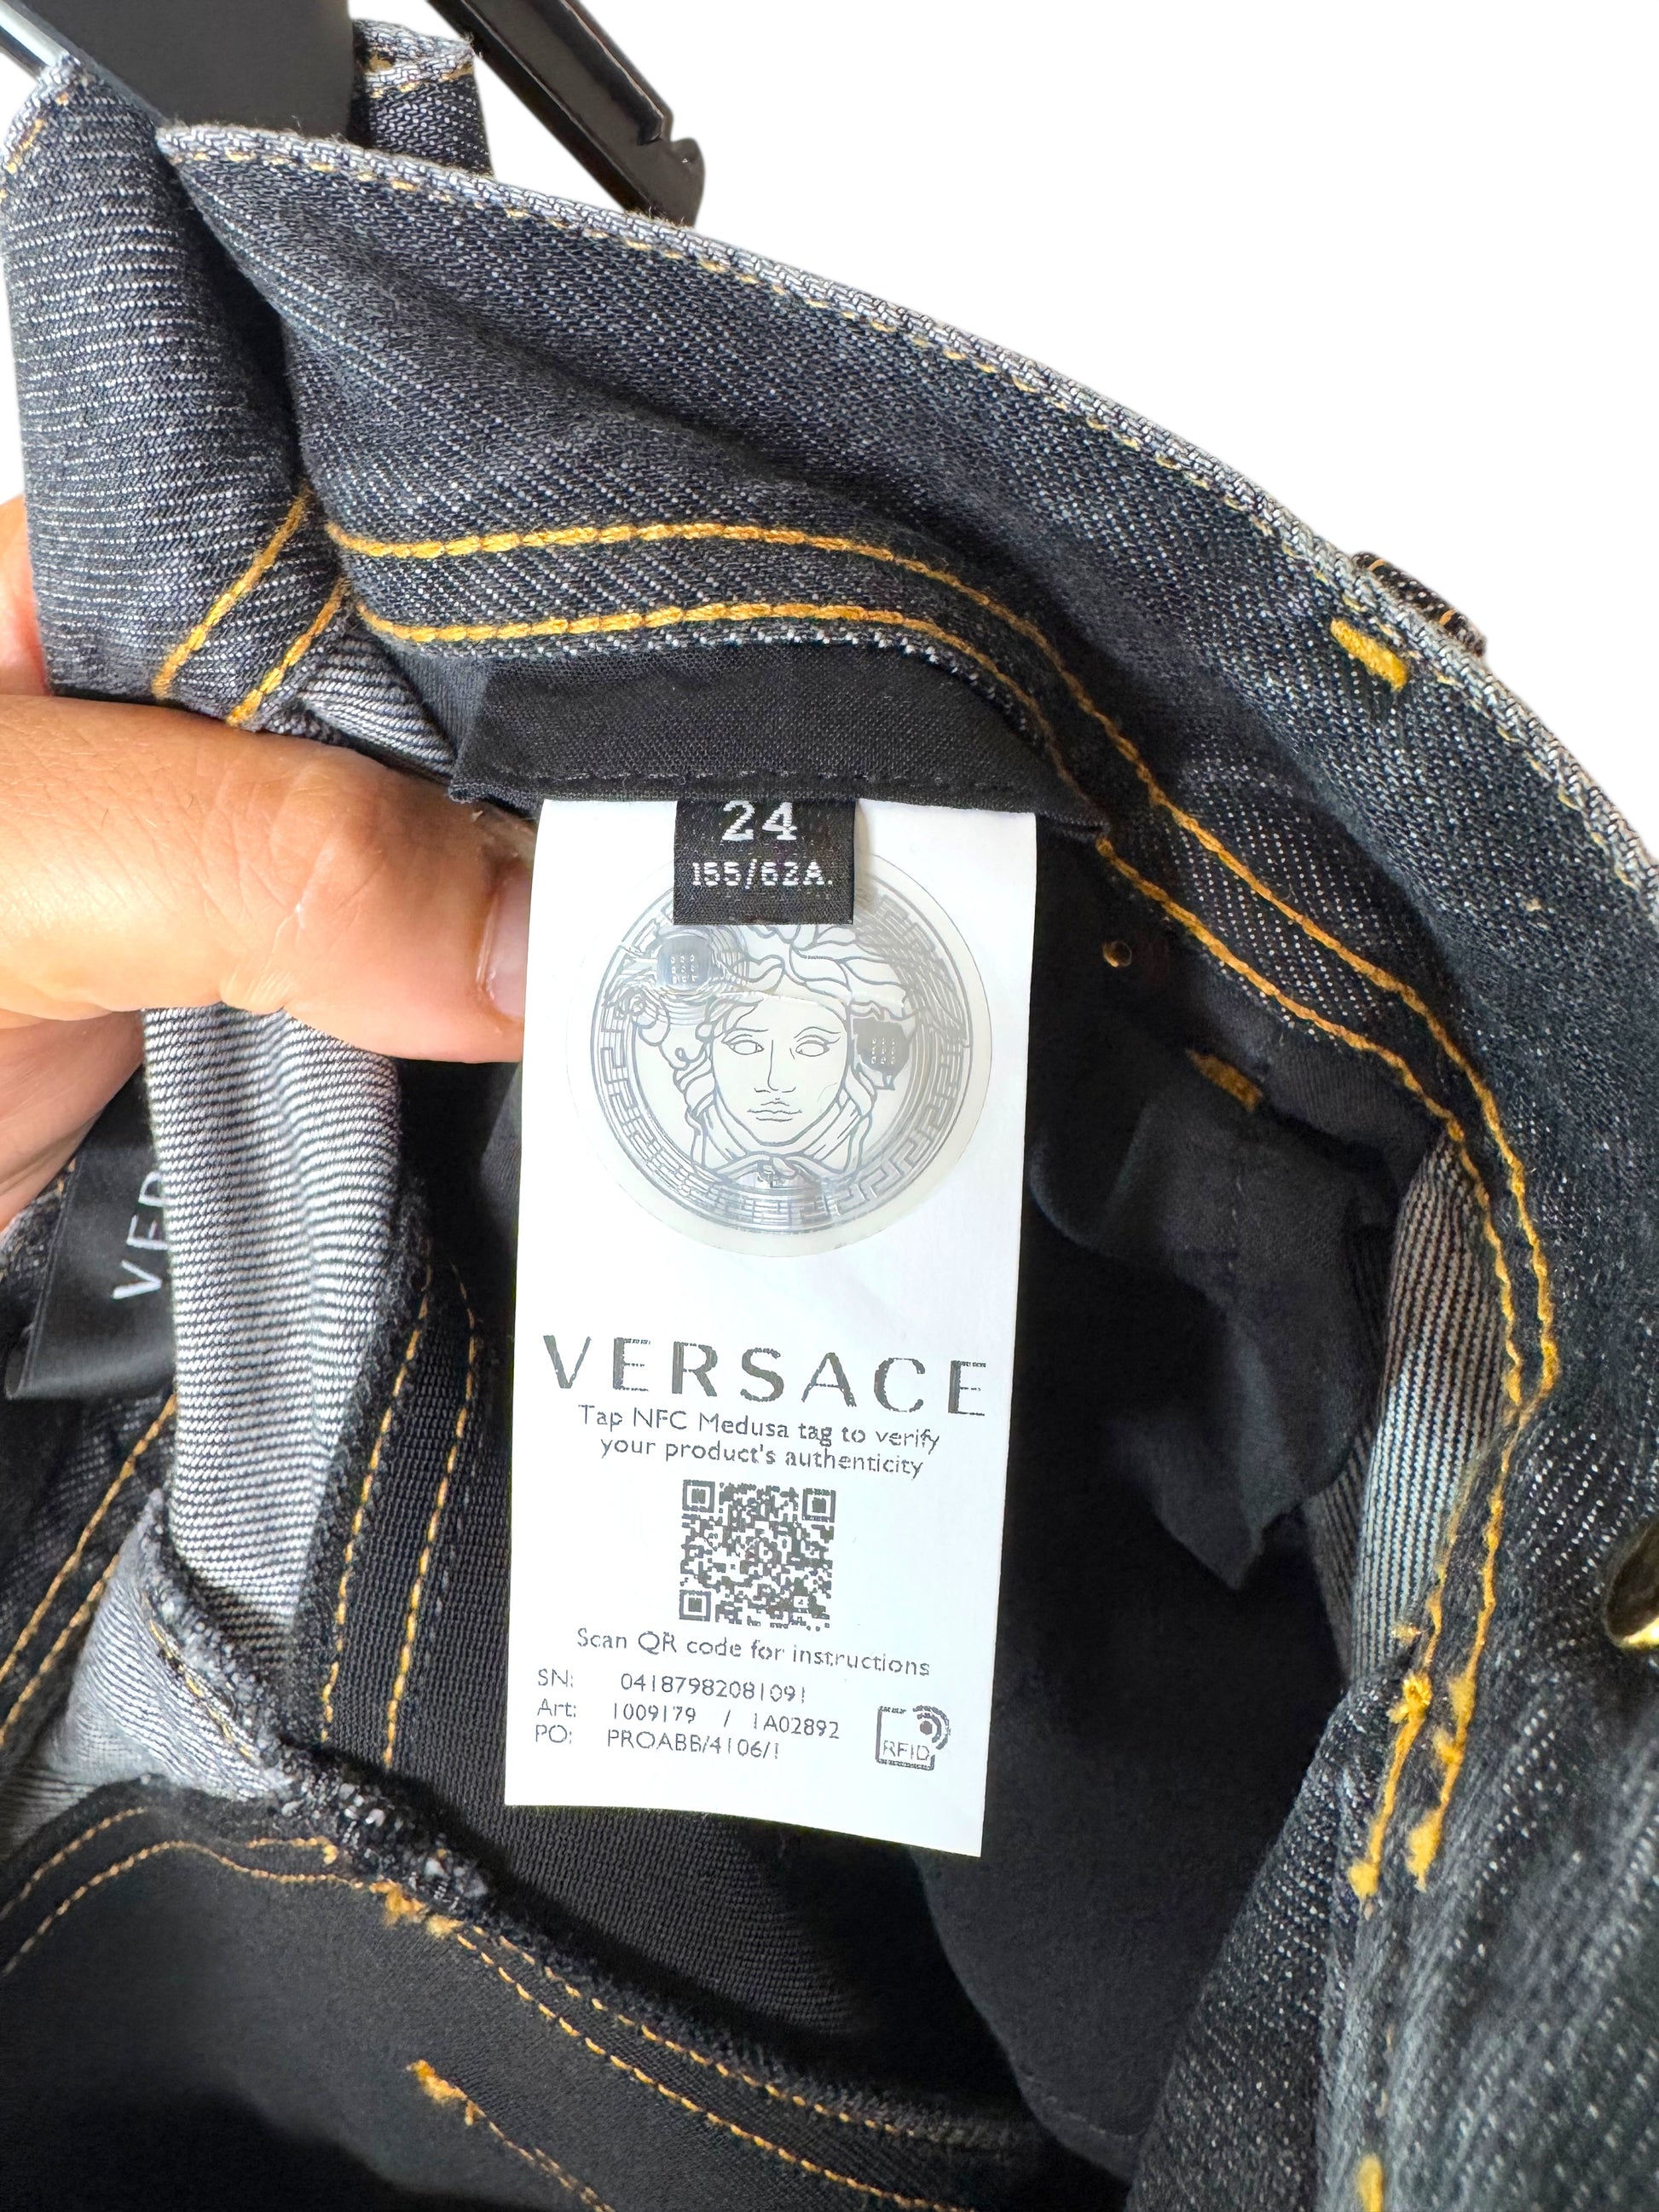 24
155/62A.
VERSACE
Tap NFC Medusa tag to verify
your product's authenticity
Scan QR code for instructions
SN: 04187982081091
Art: 1009179 / 1A02892
PO: PROABB/4106/1
RFID
VER